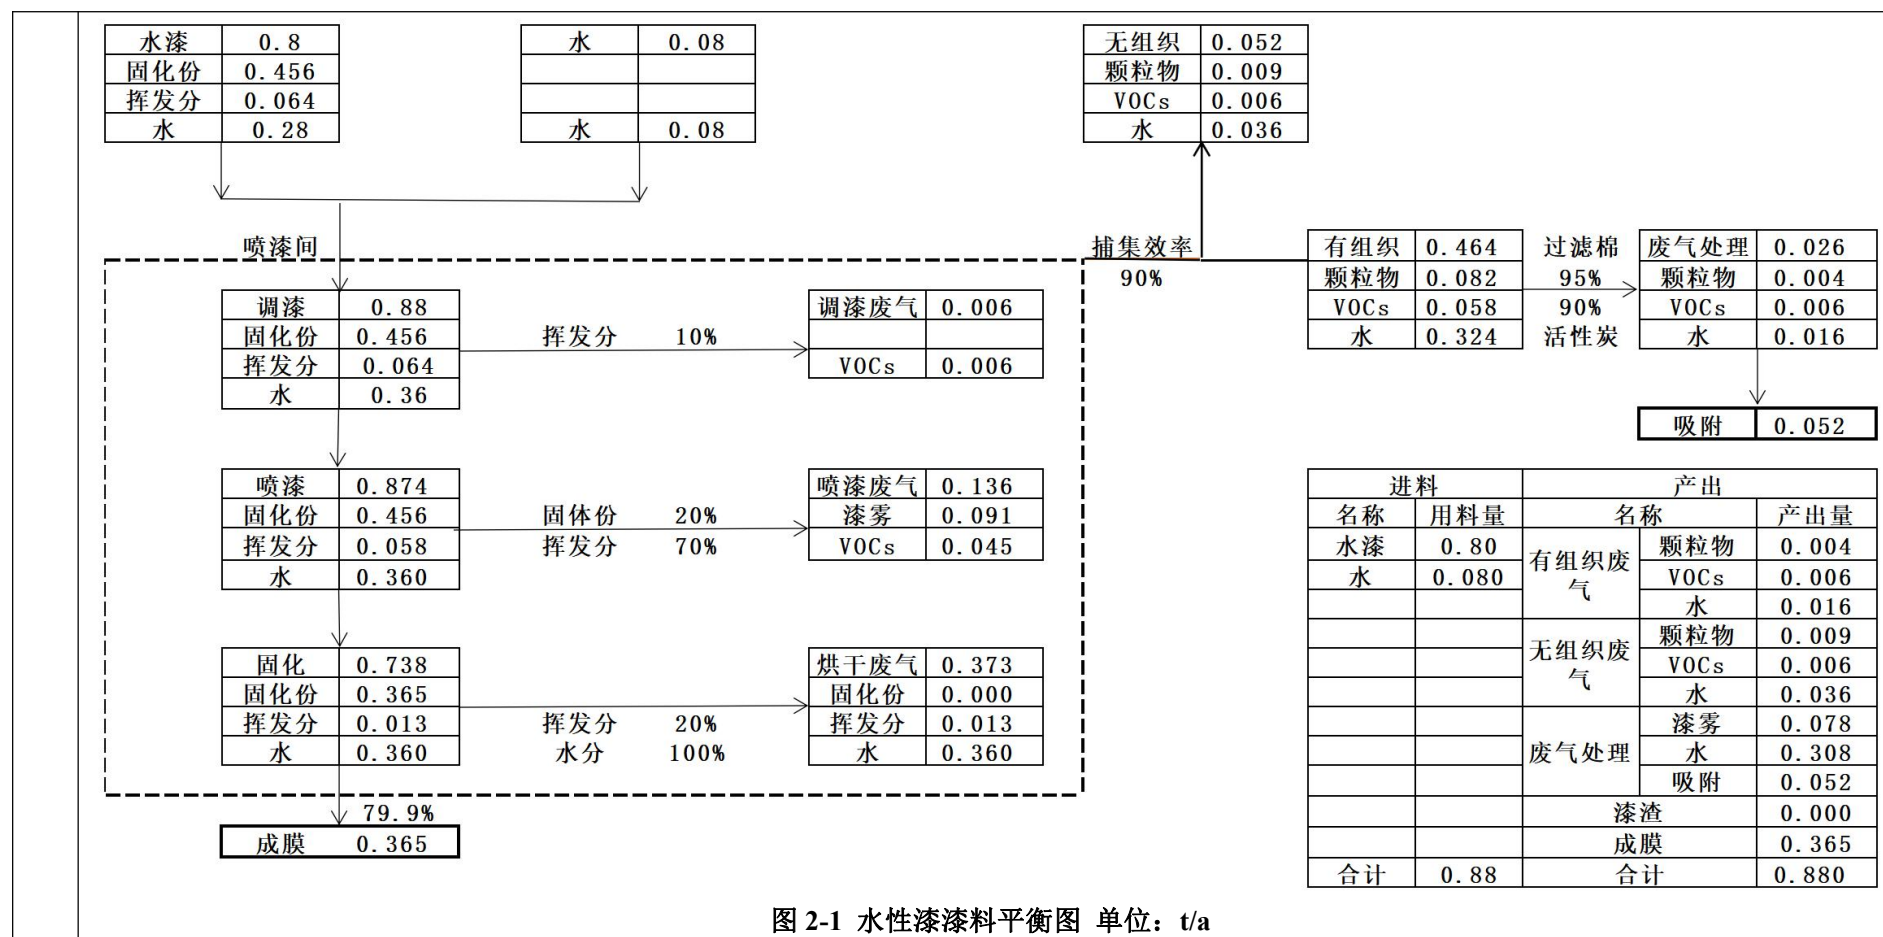 水漆 0.8
固化份 0.456
挥发分 0.064
水 0.28
水 0.08
水 0.08
无组织 0.052
颗粒物 0.009
VOCs 0.006
水 0.036
喷漆间
捕集效率
90%
有组织 0.464
颗粒物 0.082
VOCs 0.058
水 0.324
过滤棉
95%
90%
活性炭
废气处理 0.026
颗粒物 0.004
VOCs 0.006
水 0.016
吸附 0.052
调漆 0.88
固化份 0.456
挥发分 0.064
水 0.36
挥发分 10%
调漆废气 0.006
VOCs 0.006
喷漆 0.874
固化份 0.456
挥发分 0.058
水 0.360
固体份 20%
挥发分 70%
喷漆废气 0.136
漆雾 0.091
VOCs 0.045
固化 0.738
固化份 0.365
挥发分 0.013
水 0.360
挥发分 20%
水分 100%
烘干废气 0.373
固化份 0.000
挥发分 0.013
水 0.360
79.9%
成膜 0.365
进料 产出
名称 用料量 名称 产出量
水漆 0.80 有组织废气 颗粒物 0.004
水 0.080 VOCs 0.006
水 0.016
无组织废气 颗粒物 0.009
VOCs 0.006
水 0.036
废气处理 漆雾 0.078
水 0.308
吸附 0.052
漆渣 0.000
成膜 0.365
合计 0.88 合计 0.880
图 2-1 水性漆漆料平衡图 单位：t/a